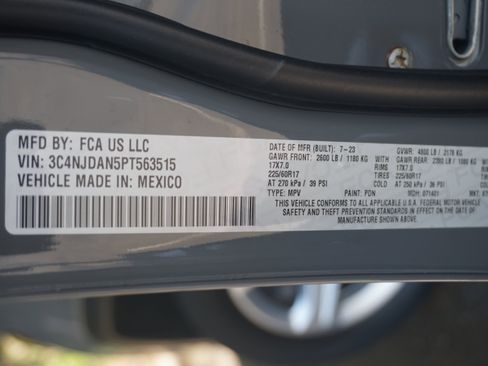 MFD BY: FCA US LLC
VIN: 3C4NJDAN5PT563515
VEHICLE MADE IN: MEXICO
DATE OF MFR (BUILT): 7-23
GVWR: 4800 LB / 2178 KG
GAWR FRONT: 2600 LB / 1180 KG
GAWR REAR: 2380 LB / 1080 KG
17X7.0
RIMS
17X7.0
225/60R17
TIRES
225/60R17
AT 270 kPa / 39 PSI
COLD
AT 250 kPa / 36 PSI
TYPE: MPV
PAINT: PDN
MDH: 071401
THIS VEHICLE CONFORMS TO ALL APPLICABLE U.S.A. FEDERAL MOTOR VEHICLE
SAFETY AND THEFT PREVENTION STANDARDS IN EFFECT ON THE DATE OF
MANUFACTURE SHOWN ABOVE.